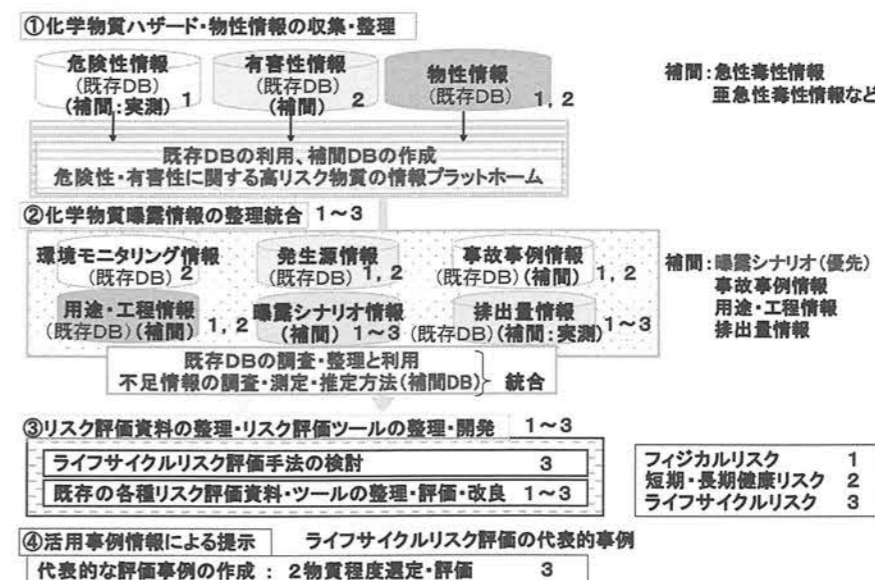 ①化学物質ハザード・物性情報の収集・整理
危険性情報
(既存DB)
(補間:実測) 1
有害性情報
(既存DB)
(補間) 2
物性情報
(既存DB) 1, 2
補間:急性毒性情報
亜急性毒性情報など
既存DBの利用、補間DBの作成
危険性・有害性に関する高リスク物質の情報プラットホーム
②化学物質曝露情報の整理統合 1～3
環境モニタリング情報
(既存DB) 2
発生源情報
(既存DB) 1, 2
事故事例情報
(既存DB)(補間) 1, 2
用途・工程情報
(既存DB)(補間) 1, 2
曝露シナリオ情報
(補間) 1～3
排出量情報
(既存DB)(補間:実測) 1～3
補間:曝露シナリオ(優先)
事故事例情報
用途・工程情報
排出量情報
既存DBの調査・整理と利用
不足情報の調査・測定・推定方法(補間DB)
統合
③リスク評価資料の整理・リスク評価ツールの整理・開発 1～3
ライフサイクルリスク評価手法の検討 3
既存の各種リスク評価資料・ツールの整理・評価・改良 1～3
フィジカルリスク 1
短期・長期健康リスク 2
ライフサイクルリスク 3
④活用事例情報による提示 ライフサイクルリスク評価の代表的事例
代表的な評価事例の作成 : 2物質程度選定・評価 3